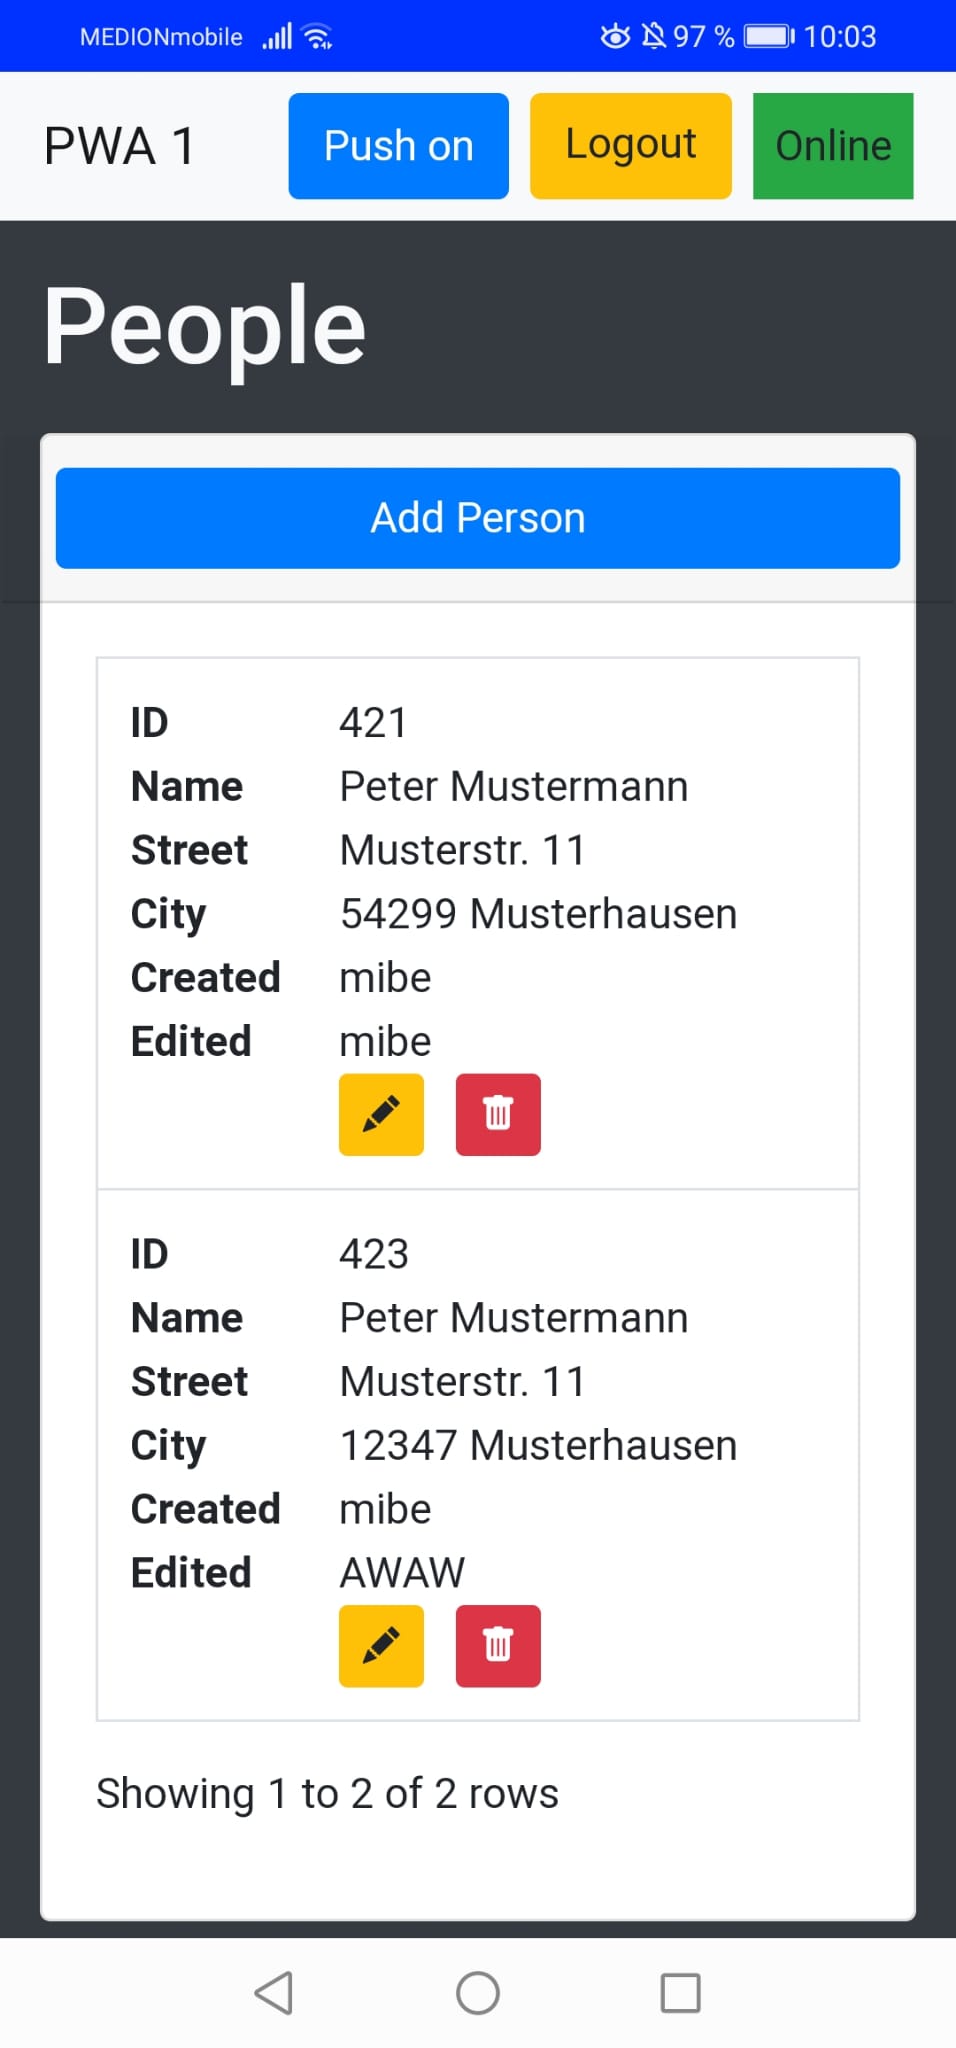 MEDIONmobile 97 % 10:03
PWA 1 Push on Logout Online
People
Add Person
ID 421
Name Peter Mustermann
Street Musterstr. 11
City 54299 Musterhausen
Created mibe
Edited mibe
ID 423
Name Peter Mustermann
Street Musterstr. 11
City 12347 Musterhausen
Created mibe
Edited AWAW
Showing 1 to 2 of 2 rows